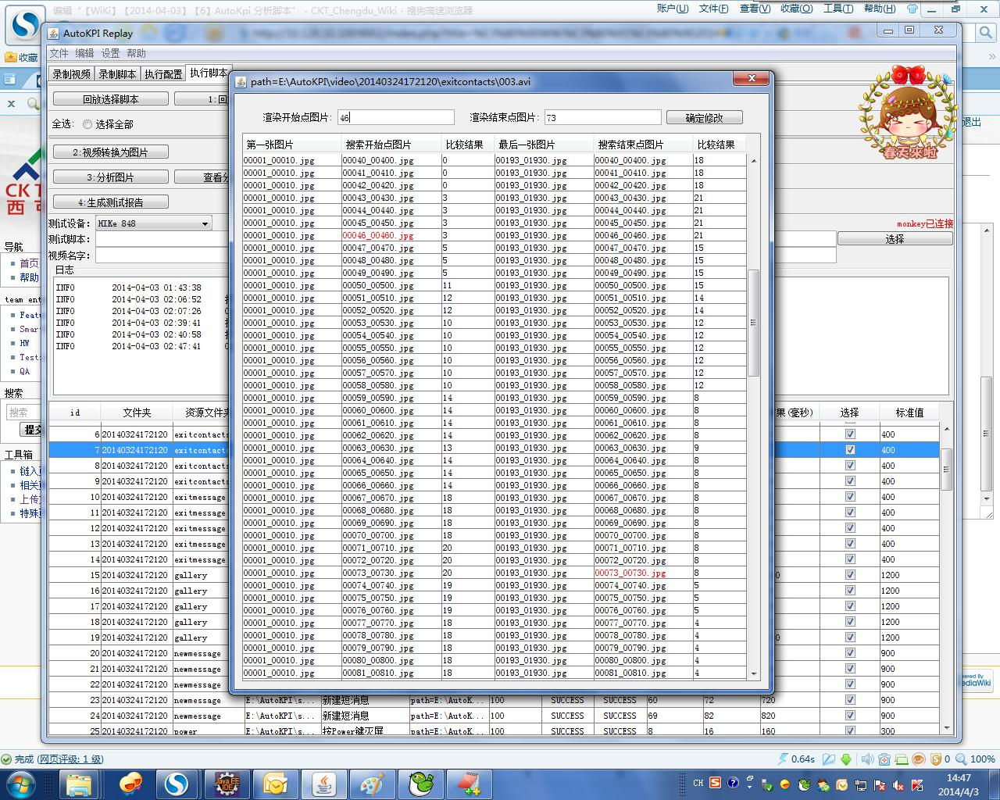 编辑 “【WiKi】【2014-04-03】【6】AutoKpi 分析脚本” - CKT_Chengdu_Wiki - 搜狗高速浏览器
账户(U) 文件(F) 查看(V) 收藏(O) 工具(T) 帮助(H)
AutoKPI Replay
文件 编辑 设置 帮助
收藏
录制视频 录制脚本 执行配置 执行脚本
path=E:\AutoKPI\video\20140324172120\exitcontacts\003.avi
回放选择脚本
渲染开始点图片: 46 渲染结束点图片: 73 确定修改
全选: 选择全部
退出
2:视频转换为图片
3:分析图片
4:生成测试报告
春天来啦
测试设备: HIKe 848
monkey已连接
测试脚本:
选择
视频名字:
日志
INFO 2014-04-03 01:43:38
INFO 2014-04-03 02:06:52
INFO 2014-04-03 02:07:26
INFO 2014-04-03 02:39:41
INFO 2014-04-03 02:40:58
INFO 2014-04-03 02:47:41
第一张图片 搜索开始点图片 比较结果 最后一张图片 搜索结束点图片 比较结果
00001_00010.jpg 00040_00400.jpg 0 00193_01930.jpg 00040_00400.jpg 18
00001_00010.jpg 00041_00410.jpg 0 00193_01930.jpg 00041_00410.jpg 18
00001_00010.jpg 00042_00420.jpg 0 00193_01930.jpg 00042_00420.jpg 18
00001_00010.jpg 00043_00430.jpg 3 00193_01930.jpg 00043_00430.jpg 21
00001_00010.jpg 00044_00440.jpg 3 00193_01930.jpg 00044_00440.jpg 21
00001_00010.jpg 00045_00450.jpg 3 00193_01930.jpg 00045_00450.jpg 21
00001_00010.jpg 00046_00460.jpg 3 00193_01930.jpg 00046_00460.jpg 21
00001_00010.jpg 00047_00470.jpg 5 00193_01930.jpg 00047_00470.jpg 15
00001_00010.jpg 00048_00480.jpg 5 00193_01930.jpg 00048_00480.jpg 15
00001_00010.jpg 00049_00490.jpg 5 00193_01930.jpg 00049_00490.jpg 15
00001_00010.jpg 00050_00500.jpg 11 00193_01930.jpg 00050_00500.jpg 15
00001_00010.jpg 00051_00510.jpg 12 00193_01930.jpg 00051_00510.jpg 14
00001_00010.jpg 00052_00520.jpg 12 00193_01930.jpg 00052_00520.jpg 14
00001_00010.jpg 00053_00530.jpg 10 00193_01930.jpg 00053_00530.jpg 12
00001_00010.jpg 00054_00540.jpg 10 00193_01930.jpg 00054_00540.jpg 12
00001_00010.jpg 00055_00550.jpg 10 00193_01930.jpg 00055_00550.jpg 12
00001_00010.jpg 00056_00560.jpg 10 00193_01930.jpg 00056_00560.jpg 12
00001_00010.jpg 00057_00570.jpg 10 00193_01930.jpg 00057_00570.jpg 12
00001_00010.jpg 00058_00580.jpg 10 00193_01930.jpg 00058_00580.jpg 12
00001_00010.jpg 00059_00590.jpg 14 00193_01930.jpg 00059_00590.jpg 8
00001_00010.jpg 00060_00600.jpg 14 00193_01930.jpg 00060_00600.jpg 8
00001_00010.jpg 00061_00610.jpg 14 00193_01930.jpg 00061_00610.jpg 8
00001_00010.jpg 00062_00620.jpg 14 00193_01930.jpg 00062_00620.jpg 8
00001_00010.jpg 00063_00630.jpg 13 00193_01930.jpg 00063_00630.jpg 9
00001_00010.jpg 00064_00640.jpg 14 00193_01930.jpg 00064_00640.jpg 8
00001_00010.jpg 00065_00650.jpg 14 00193_01930.jpg 00065_00650.jpg 8
00001_00010.jpg 00066_00660.jpg 14 00193_01930.jpg 00066_00660.jpg 8
00001_00010.jpg 00067_00670.jpg 18 00193_01930.jpg 00067_00670.jpg 8
00001_00010.jpg 00068_00680.jpg 18 00193_01930.jpg 00068_00680.jpg 8
00001_00010.jpg 00069_00690.jpg 18 00193_01930.jpg 00069_00690.jpg 8
00001_00010.jpg 00070_00700.jpg 18 00193_01930.jpg 00070_00700.jpg 8
00001_00010.jpg 00071_00710.jpg 20 00193_01930.jpg 00071_00710.jpg 8
00001_00010.jpg 00072_00720.jpg 20 00193_01930.jpg 00072_00720.jpg 8
00001_00010.jpg 00073_00730.jpg 20 00193_01930.jpg 00073_00730.jpg 8
00001_00010.jpg 00074_00740.jpg 19 00193_01930.jpg 00074_00740.jpg 5
00001_00010.jpg 00075_00750.jpg 19 00193_01930.jpg 00075_00750.jpg 5
00001_00010.jpg 00076_00760.jpg 19 00193_01930.jpg 00076_00760.jpg 5
00001_00010.jpg 00077_00770.jpg 18 00193_01930.jpg 00077_00770.jpg 4
00001_00010.jpg 00078_00780.jpg 18 00193_01930.jpg 00078_00780.jpg 4
00001_00010.jpg 00079_00790.jpg 18 00193_01930.jpg 00079_00790.jpg 4
00001_00010.jpg 00080_00800.jpg 18 00193_01930.jpg 00080_00800.jpg 4
00001_00010.jpg 00081_00810.jpg 18 00193_01930.jpg 00081_00810.jpg 4
id 文件夹 资源文件夹 选择 标准值
6 20140324172120 exitcontacts 400
7 20140324172120 exitcontacts 400
8 20140324172120 exitcontacts 400
9 20140324172120 exitcontacts 400
10 20140324172120 exitmessage 400
11 20140324172120 exitmessage 400
12 20140324172120 exitmessage 400
13 20140324172120 exitmessage 400
14 20140324172120 exitmessage 400
15 20140324172120 gallery 1200
16 20140324172120 gallery 1200
17 20140324172120 gallery 1200
18 20140324172120 gallery 1200
19 20140324172120 gallery 1200
20 20140324172120 newmessage 900
21 20140324172120 newmessage 900
22 20140324172120 newmessage 900
23 20140324172120 newmessage E:\AutoKPI\s... 新建短消息 path=E:\AutoK... 100 SUCCESS SUCCESS 60 72 720 900
24 20140324172120 newmessage E:\AutoKPI\s... 新建短消息 path=E:\AutoK... 100 SUCCESS SUCCESS 69 82 820 900
25 20140324172120 power E:\AutoKPI\s... 按Power键灭屏 path=E:\AutoK... 100 SUCCESS SUCCESS 8 16 160 300
CKT
西可
导航
首页
帮助
HW
QA
搜索
搜索
工具箱
完成 (网页评级: 1 级) 0.64s 0 100%
CH 14:47
2014/4/3